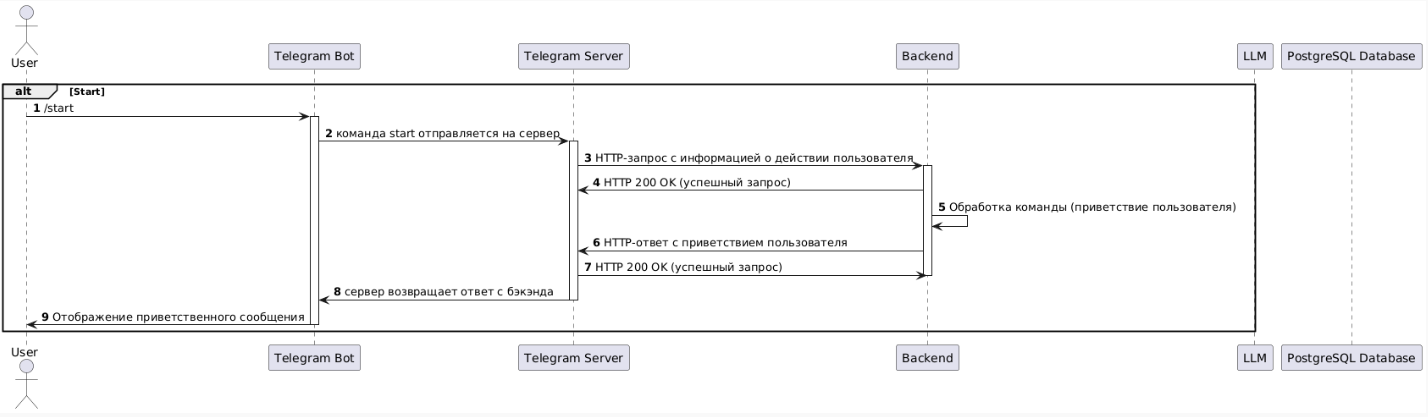 User
Telegram Bot
Telegram Server
Backend
LLM
PostgreSQL Database
alt [Start]
1 /start
2 команда start отправляется на сервер
3 HTTP-запрос с информацией о действии пользователя
4 HTTP 200 OK (успешный запрос)
5 Обработка команды (приветствие пользователя)
6 HTTP-ответ с приветствием пользователя
7 HTTP 200 OK (успешный запрос)
8 сервер возвращает ответ с бэкэнда
9 Отображение приветственного сообщения
User
Telegram Bot
Telegram Server
Backend
LLM
PostgreSQL Database